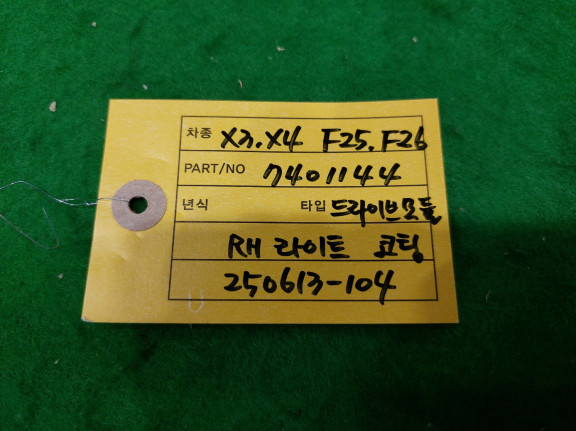 차종 X3.X4 F25.F26
PART/NO 7401144
년식 타입 드라이브모듈
RH 라이트 코팅
250613-104